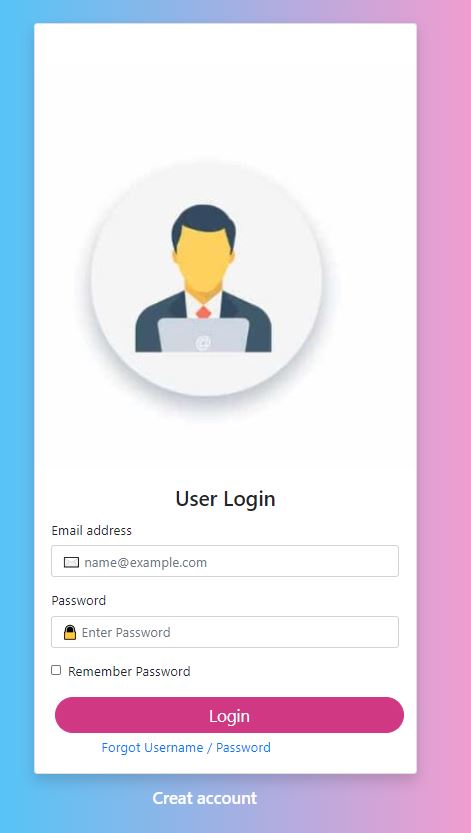 @
User Login
Email address
name@example.com
Password
Enter Password
Remember Password
Login
Forgot Username / Password
Creat account